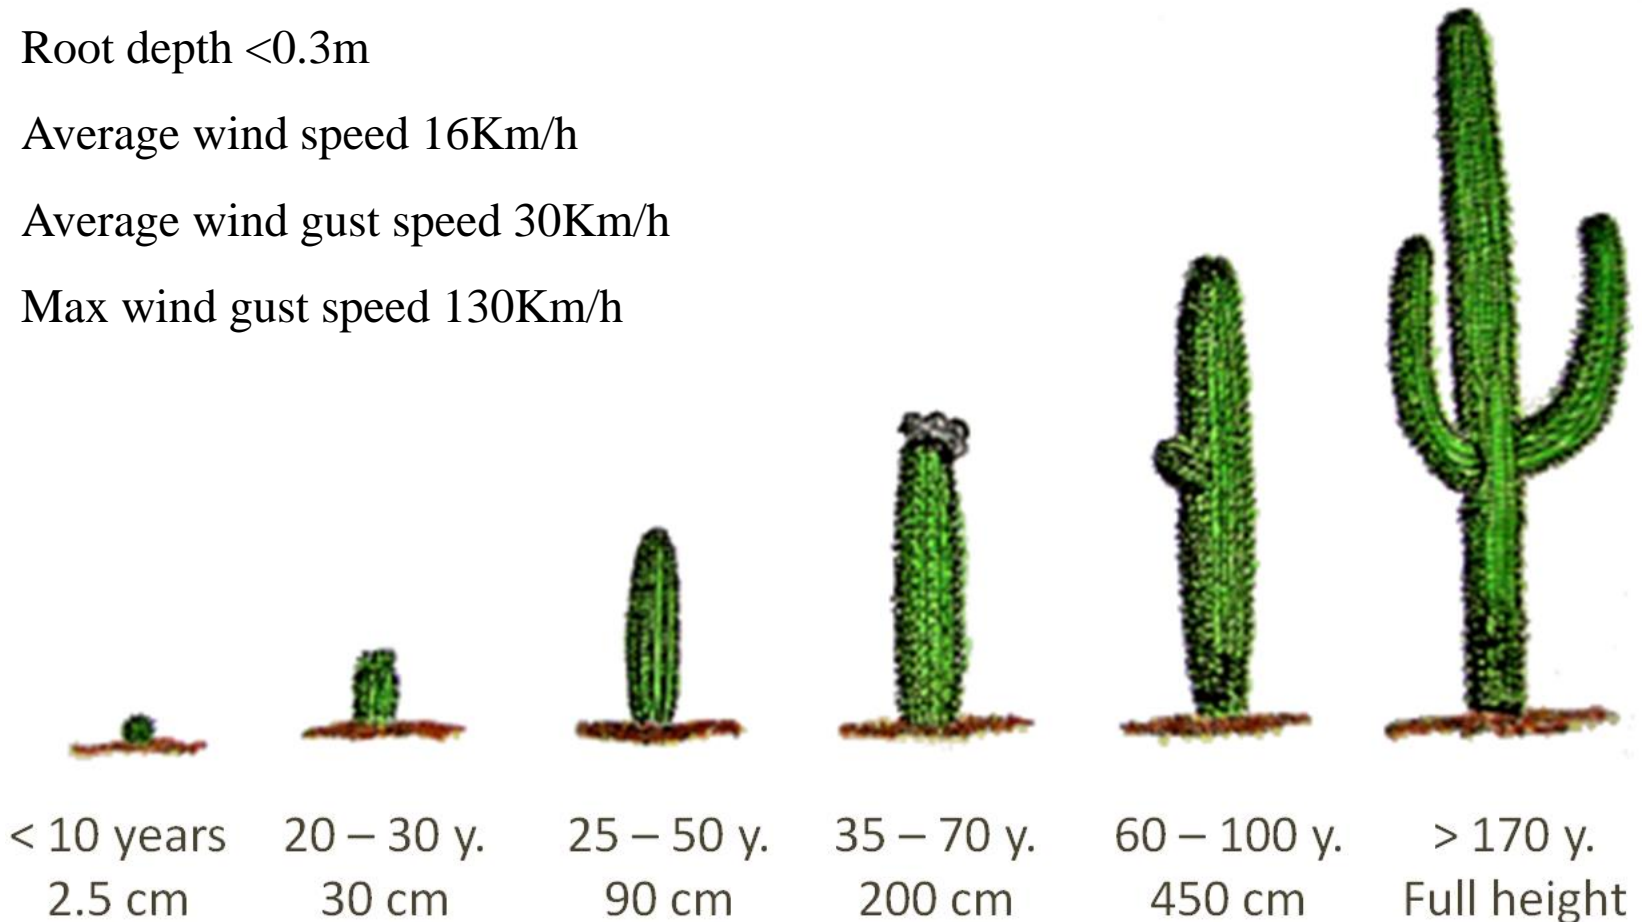 Root depth <0.3m
Average wind speed 16Km/h
Average wind gust speed 30Km/h
Max wind gust speed 130Km/h
< 10 years
2.5 cm
20 – 30 y.
30 cm
25 – 50 y.
90 cm
35 – 70 y.
200 cm
60 – 100 y.
450 cm
> 170 y.
Full height